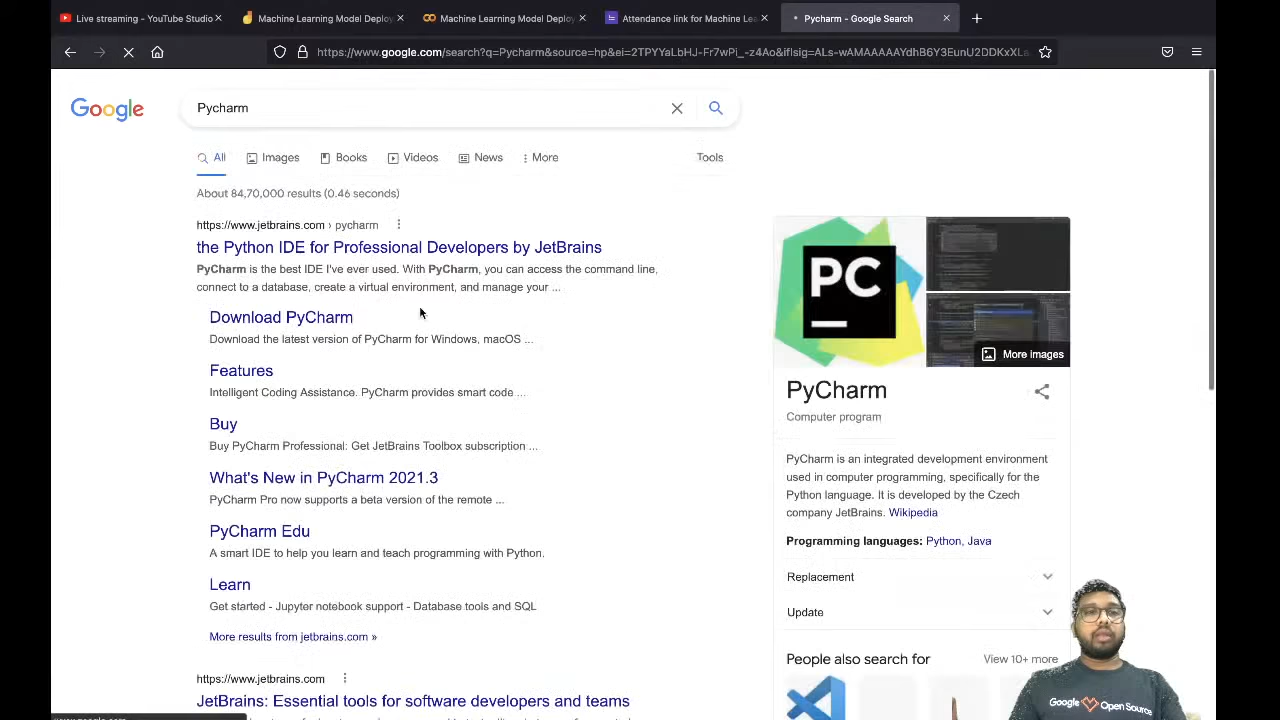 Live streaming - YouTube Studio
Machine Learning Model Deploy
Machine Learning Model Deploy
Attendance link for Machine Le
Pycharm - Google Search
https://www.google.com/search?q=Pycharm&source=hp&ei=2TPYYaLbHJ-Fr7wPi_-z4Ao&iflsig=ALs-wAMAAAAAYdhB6Y3EunU2DDKxXLa
Google
Pycharm
All
Images
Books
Videos
News
More
Tools
About 84,70,000 results (0.46 seconds)
https://www.jetbrains.com › pycharm
the Python IDE for Professional Developers by JetBrains
PyCharm is the best IDE I've ever used. With PyCharm, you can access the command line,
connect to a database, create a virtual environment, and manage your ...
Download PyCharm
Download the latest version of PyCharm for Windows, macOS ...
Features
Intelligent Coding Assistance. PyCharm provides smart code ...
Buy
Buy PyCharm Professional: Get JetBrains Toolbox subscription ...
What's New in PyCharm 2021.3
PyCharm Pro now supports a beta version of the remote ...
PyCharm Edu
A smart IDE to help you learn and teach programming with Python.
Learn
Get started - Jupyter notebook support - Database tools and SQL
More results from jetbrains.com »
https://www.jetbrains.com
JetBrains: Essential tools for software developers and teams
PC
More images
PyCharm
Computer program
PyCharm is an integrated development environment
used in computer programming, specifically for the
Python language. It is developed by the Czech
company JetBrains. Wikipedia
Programming languages: Python, Java
Replacement
Update
People also search for
View 10+ more
Google Open Source